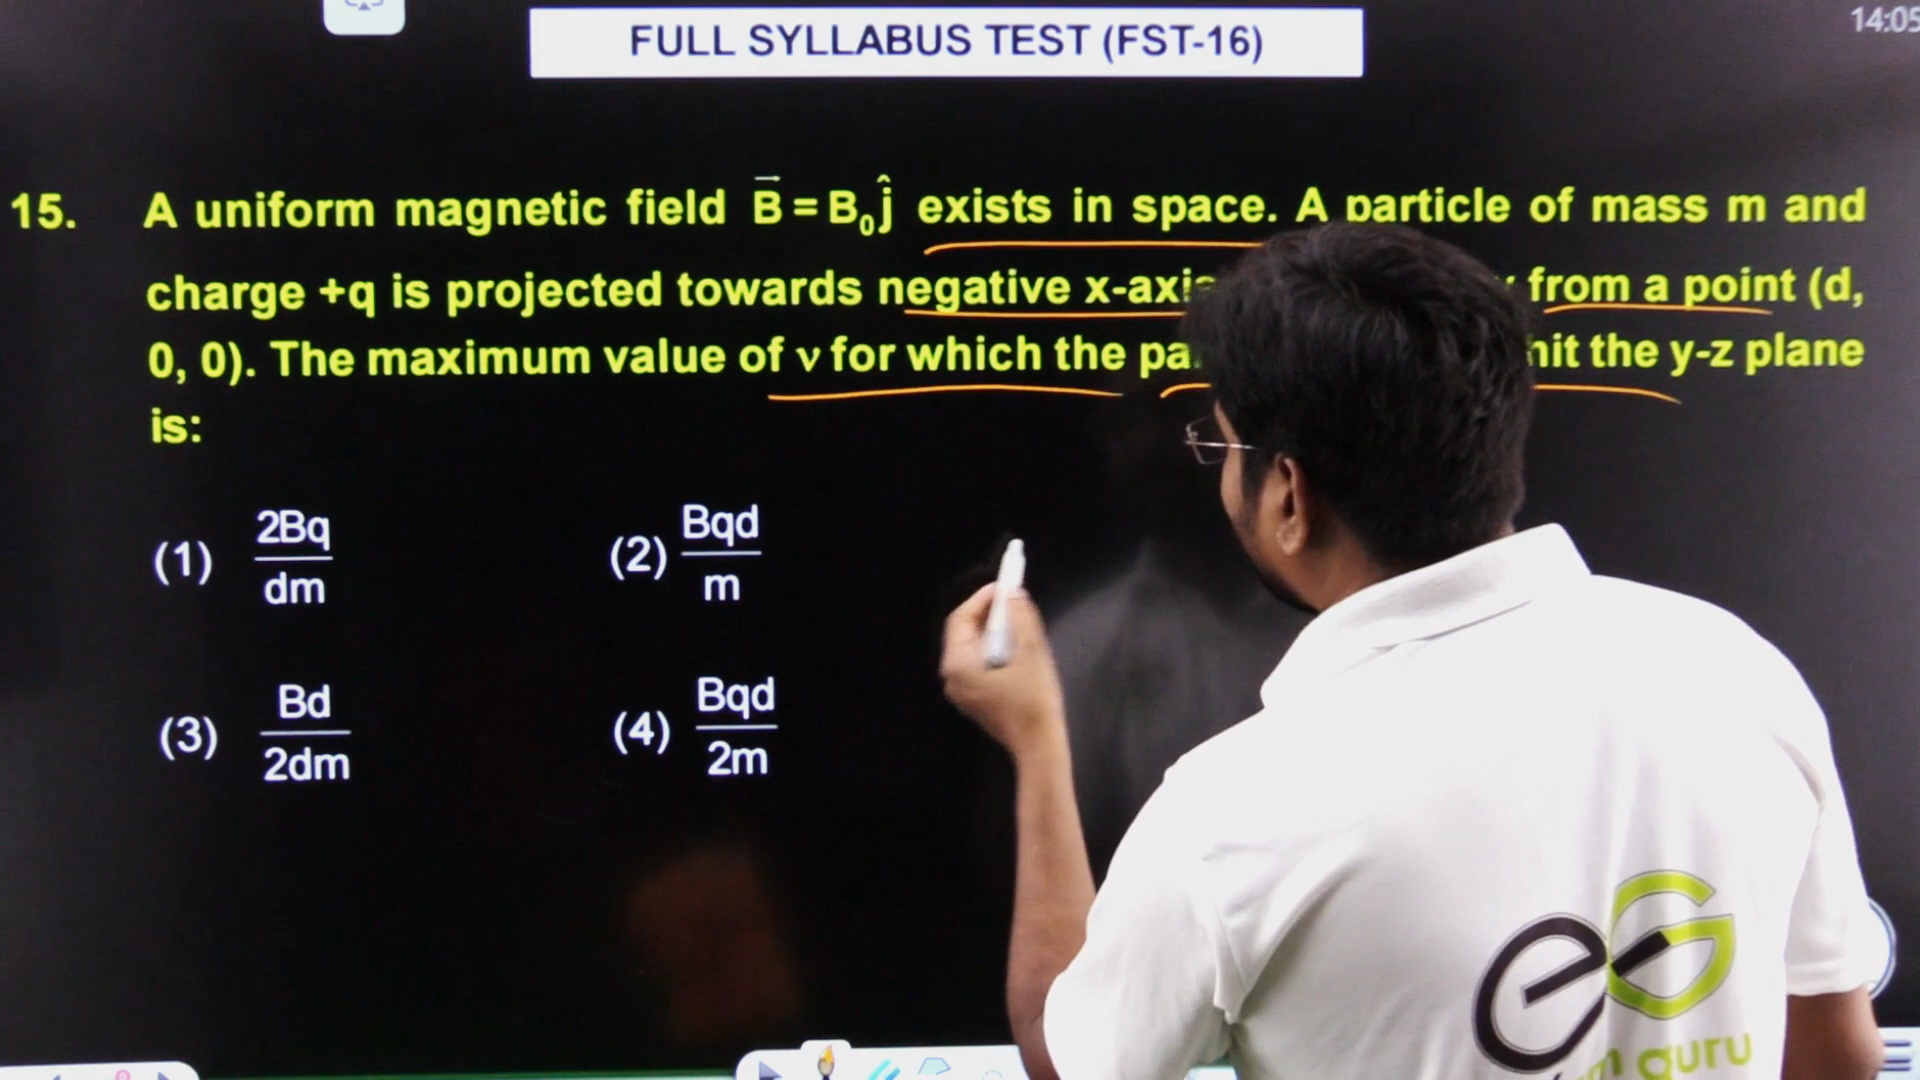 14:05
FULL SYLLABUS TEST (FST-16)
15. A uniform magnetic field B⃗ = B₀ĵ exists in space. A particle of mass m and
charge +q is projected towards negative x-axis from a point (d,
0, 0). The maximum value of v for which the hit the y-z plane
is:
(1) 2Bq/dm (2) Bqd/m
(3) Bd/2dm (4) Bqd/2m
eG
guru